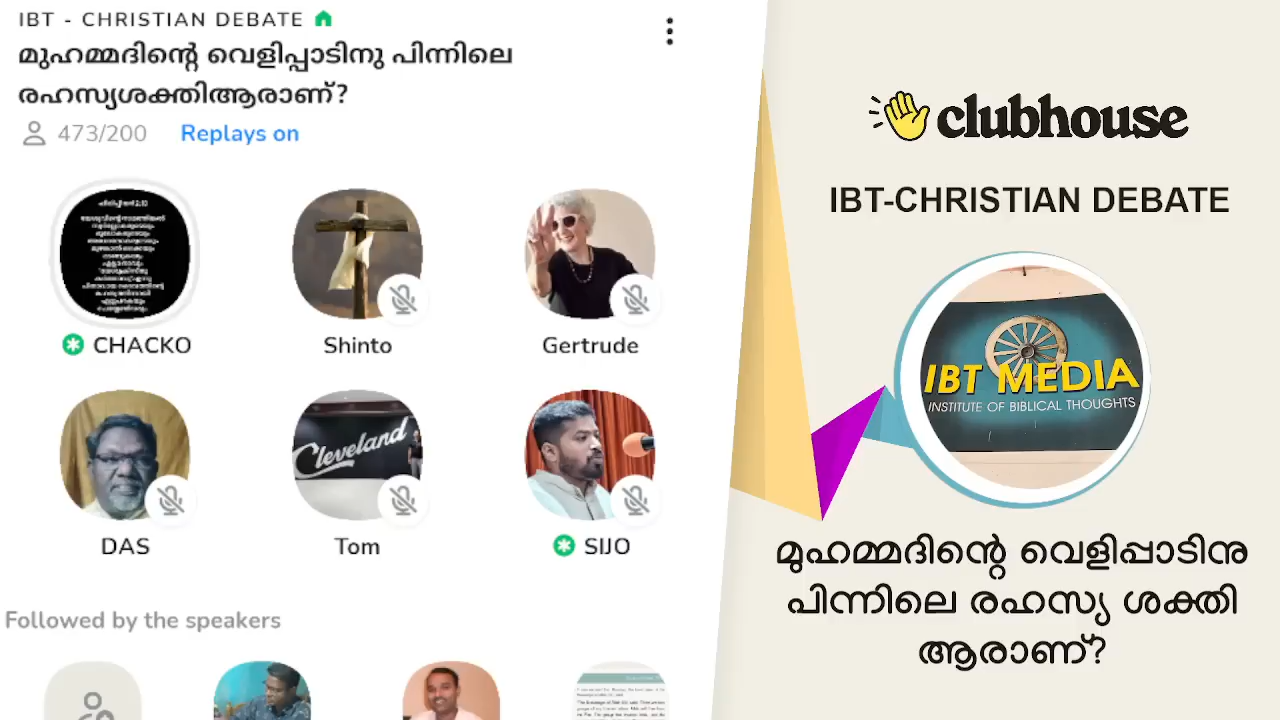 IBT - CHRISTIAN DEBATE
മുഹമ്മദിന്റെ വെളിപ്പാടിനു പിന്നിലെ
രഹസ്യശക്തിആരാണ്?
473/200 Replays on
CHACKO
Shinto
Gertrude
Cleveland
DAS
Tom
SIJO
Followed by the speakers
clubhouse
IBT-CHRISTIAN DEBATE
IBT MEDIA
INSTITUTE OF BIBLICAL THOUGHTS
മുഹമ്മദിന്റെ വെളിപ്പാടിനു
പിന്നിലെ രഹസ്യ ശക്തി
ആരാണ്?